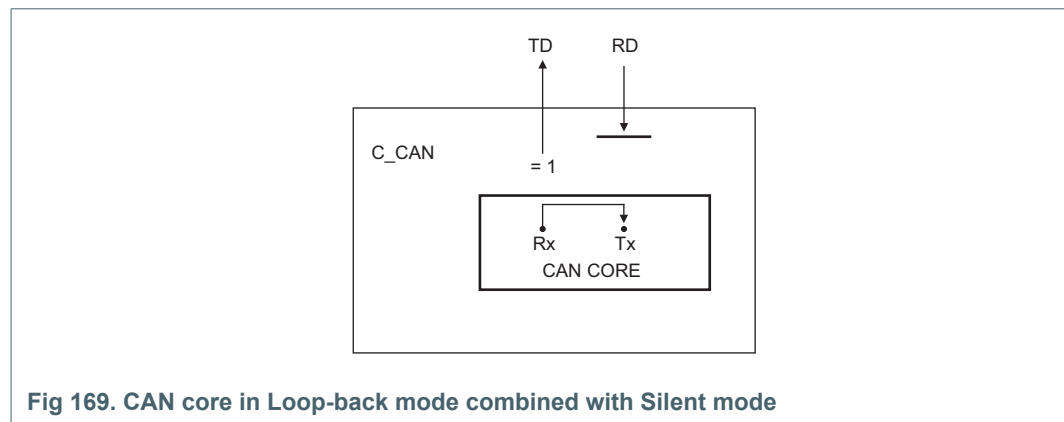 TD RD
C_CAN
= 1
Rx Tx
CAN CORE
Fig 169. CAN core in Loop-back mode combined with Silent mode